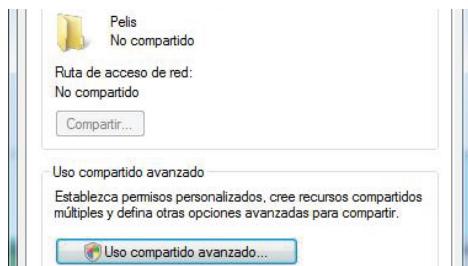 Pelis
No compartido
Ruta de acceso de red:
No compartido
Compartir...
Uso compartido avanzado
Establezca permisos personalizados, cree recursos compartidos
múltiples y defina otras opciones avanzadas para compartir.
Uso compartido avanzado...